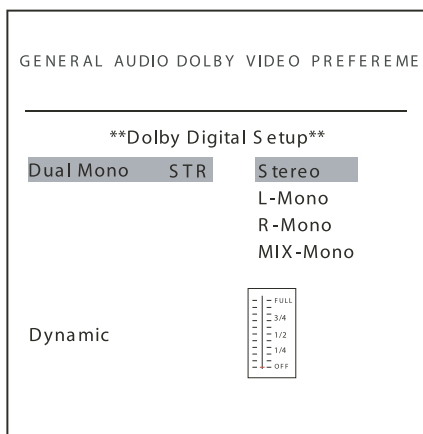 GENERAL AUDIO DOLBY VIDEO PREFEREME
**Dolby Digital Setup**
Dual Mono STR Stereo
L-Mono
R-Mono
MIX-Mono
Dynamic
FULL
3/4
1/2
1/4
OFF